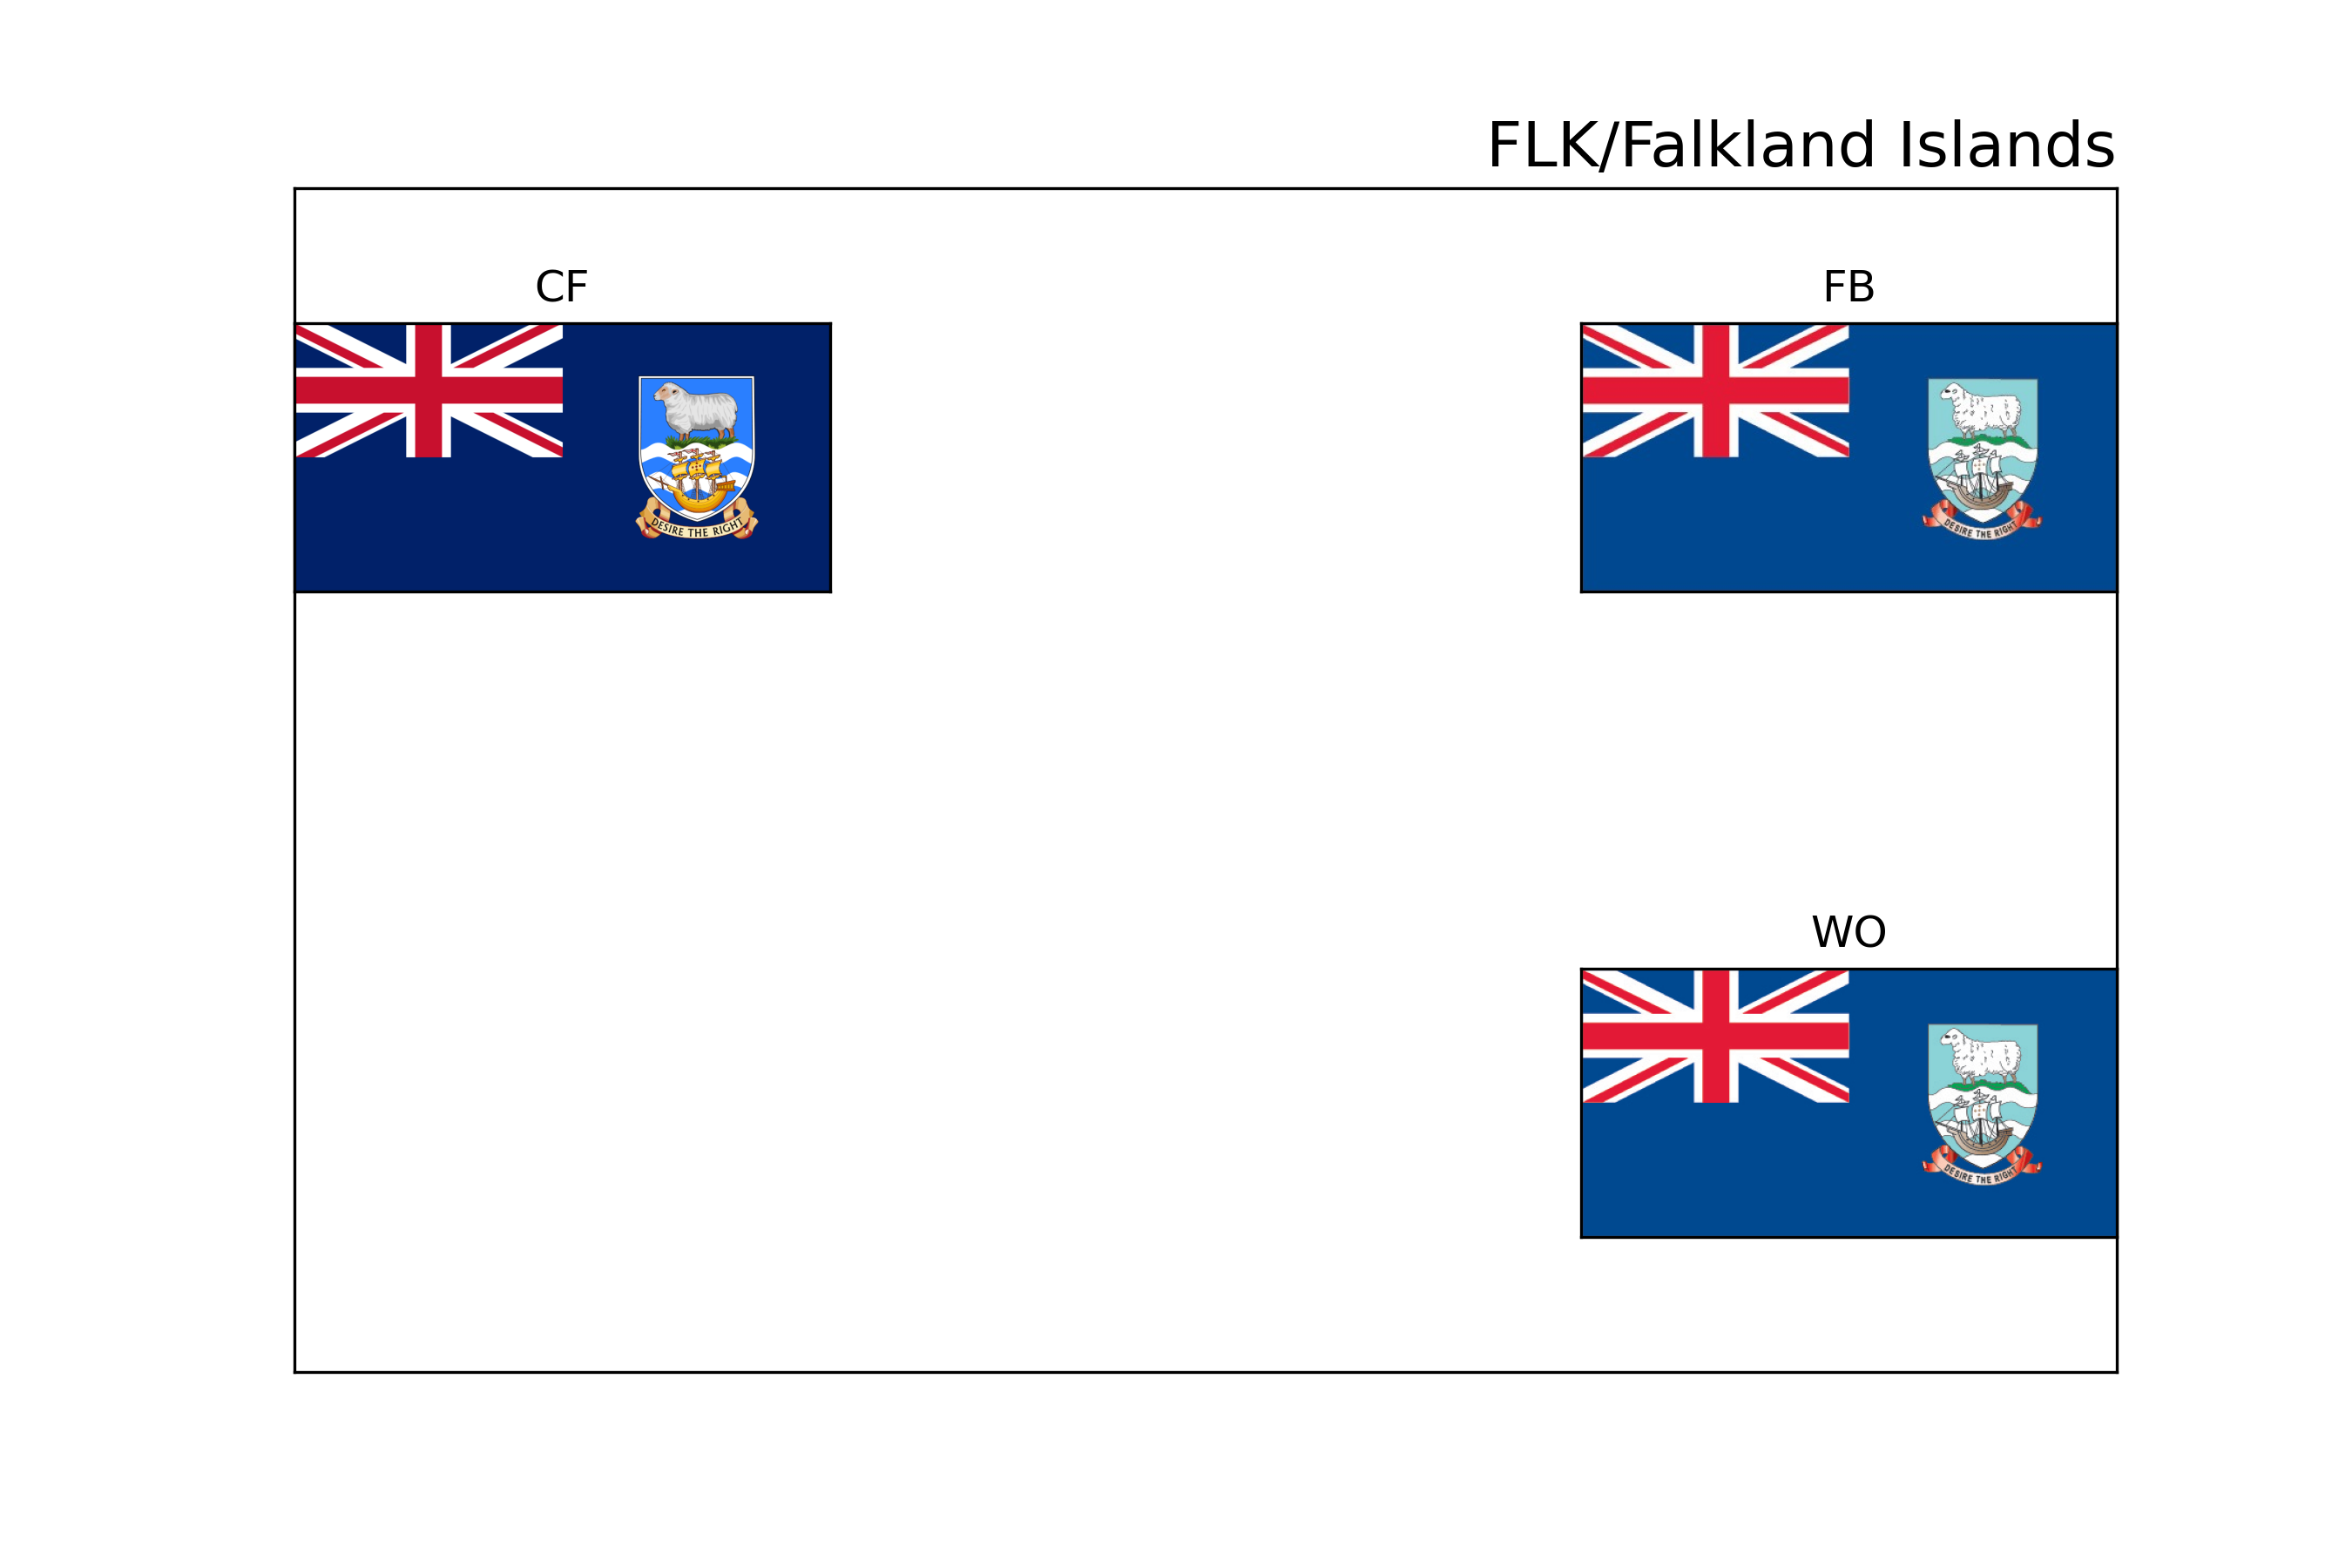 FLK/Falkland Islands
CF
FB
DESIRE THE RIGHT
DESIRE THE RIGHT
WO
DESIRE THE RIGHT